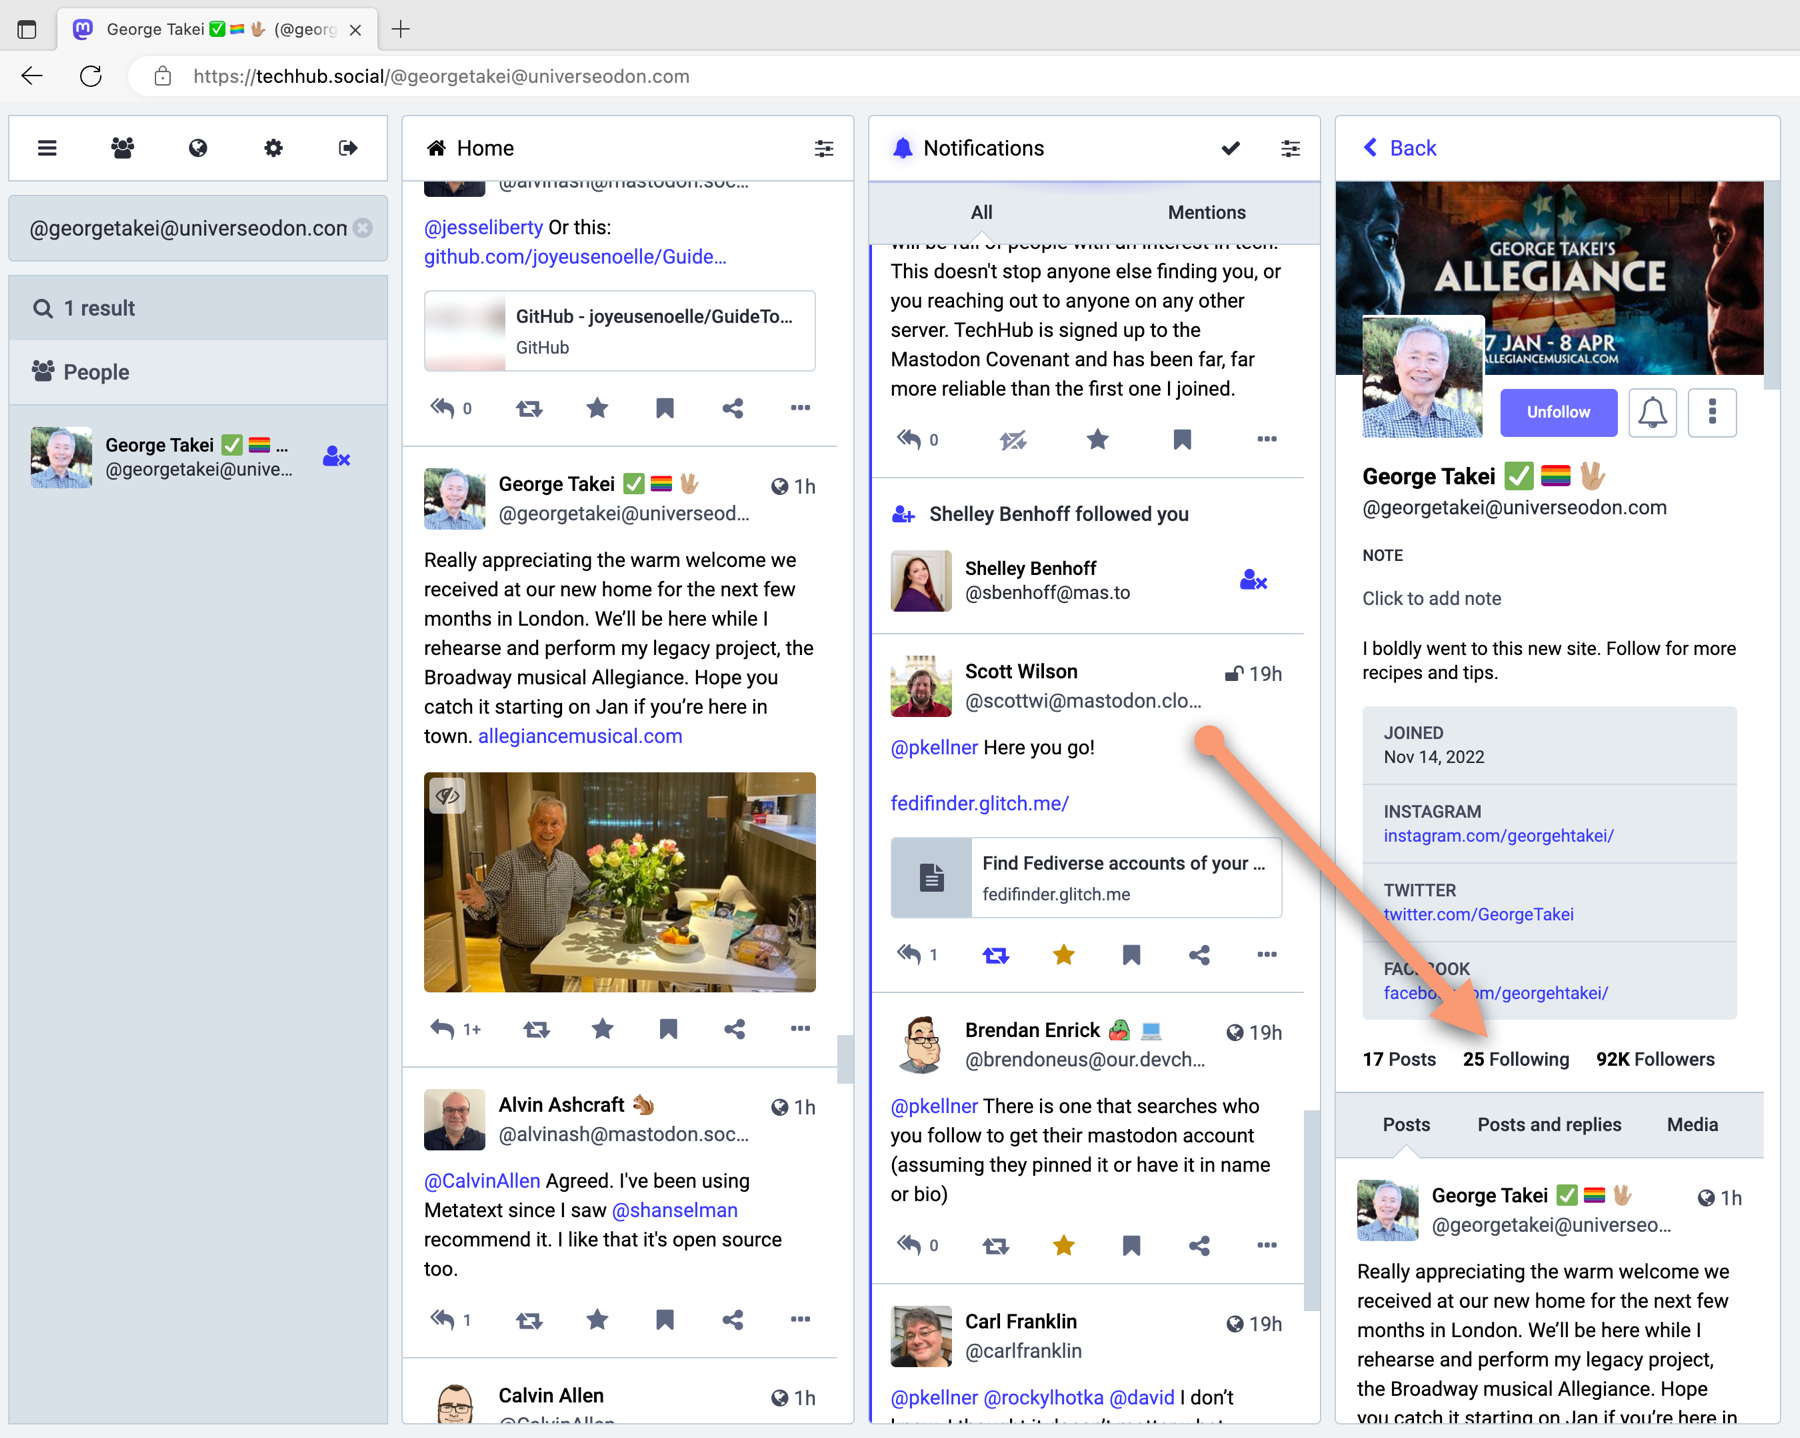 George Takei ✅🏳️‍🌈🖖🏼 (@georg
https://techhub.social/@georgetakei@universeodon.com
@georgetakei@universeodon.com
1 result
People
George Takei ✅🏳️‍🌈 ...
@georgetakei@unive...
Home
@alvinash@mastodon.soc...
@jesseliberty Or this:
github.com/joyeusenoelle/Guide...
GitHub - joyeusenoelle/GuideTo...
GitHub
0
George Takei ✅🏳️‍🌈🖖🏼
1h
@georgetakei@universeod...
Really appreciating the warm welcome we
received at our new home for the next few
months in London. We’ll be here while I
rehearse and perform my legacy project, the
Broadway musical Allegiance. Hope you
catch it starting on Jan if you’re here in
town. allegiancemusical.com
1+
Alvin Ashcraft 🐿️
1h
@alvinash@mastodon.soc...
@CalvinAllen Agreed. I've been using
Metatext since I saw @shanselman
recommend it. I like that it's open source
too.
1
Calvin Allen
1h
@CalvinAllen
Notifications
All
Mentions
will be full of people with an interest in tech.
This doesn't stop anyone else finding you, or
you reaching out to anyone on any other
server. TechHub is signed up to the
Mastodon Covenant and has been far, far
more reliable than the first one I joined.
0
Shelley Benhoff followed you
Shelley Benhoff
@sbenhoff@mas.to
Scott Wilson
19h
@scottwi@mastodon.clo...
@pkellner Here you go!
fedifinder.glitch.me/
Find Fediverse accounts of your ...
fedifinder.glitch.me
1
Brendan Enrick 🐲 💻
19h
@brendoneus@our.devch...
@pkellner There is one that searches who
you follow to get their mastodon account
(assuming they pinned it or have it in name
or bio)
0
Carl Franklin
19h
@carlfranklin
@pkellner @rockylhotka @david I don’t
Back
GEORGE TAKEI'S
ALLEGIANCE
7 JAN - 8 APR
ALLEGIANCEMUSICAL.COM
Unfollow
George Takei ✅🏳️‍🌈🖖🏼
@georgetakei@universeodon.com
NOTE
Click to add note
I boldly went to this new site. Follow for more
recipes and tips.
JOINED
Nov 14, 2022
INSTAGRAM
instagram.com/georgehtakei/
TWITTER
twitter.com/GeorgeTakei
FACEBOOK
facebook.com/georgehtakei/
17 Posts
25 Following
92K Followers
Posts
Posts and replies
Media
George Takei ✅🏳️‍🌈🖖🏼
1h
@georgetakei@universeo...
Really appreciating the warm welcome we
received at our new home for the next few
months in London. We’ll be here while I
rehearse and perform my legacy project,
the Broadway musical Allegiance. Hope
you catch it starting on Jan if you’re here in